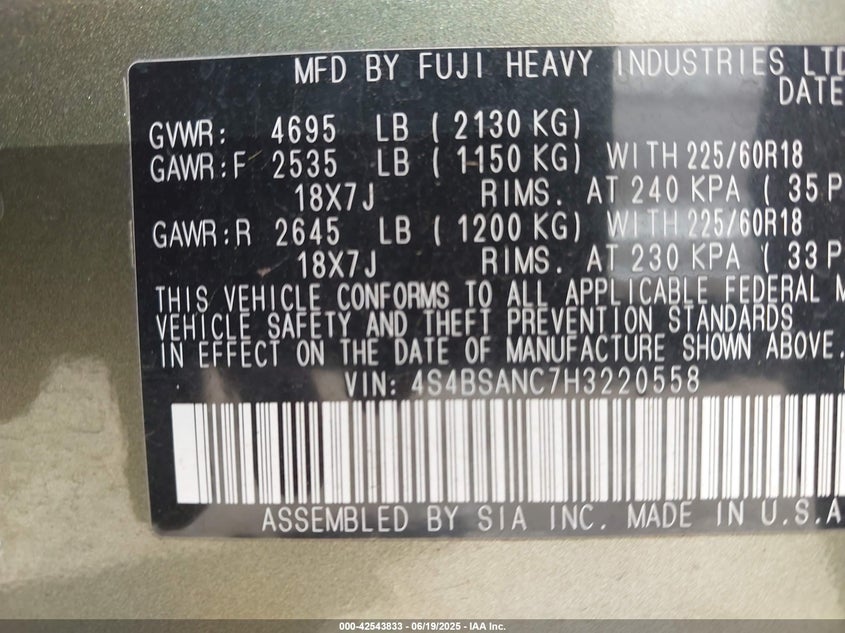 MFD BY FUJI HEAVY INDUSTRIES LTD
DATE
GVWR: 4695 LB ( 2130 KG)
GAWR:F 2535 LB ( 1150 KG) WITH 225/60R18
18X7J RIMS. AT 240 KPA ( 35 P
GAWR:R 2645 LB ( 1200 KG) WITH 225/60R18
18X7J RIMS. AT 230 KPA ( 33 P
THIS VEHICLE CONFORMS TO ALL APPLICABLE FEDERAL M
VEHICLE SAFETY AND THEFT PREVENTION STANDARDS
IN EFFECT ON THE DATE OF MANUFACTURE SHOWN ABOVE.
VIN: 4S4BSANC7H3220558
ASSEMBLED BY SIA INC. MADE IN U.S.A
000-42543833 - 06/19/2025 - IAA Inc.